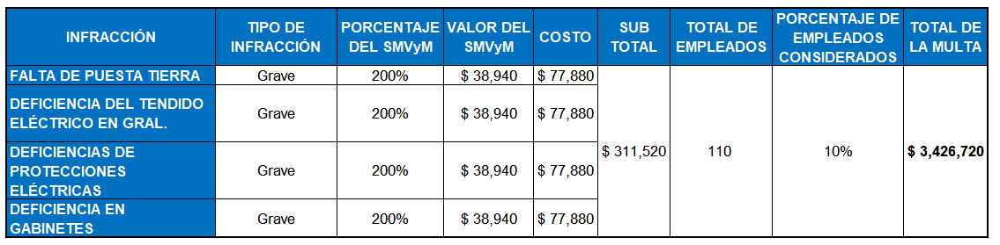 INFRACCIÓN
TIPO DE
INFRACCIÓN
PORCENTAJE
DEL SMVyM
VALOR DEL
SMVyM
COSTO
SUB
TOTAL
TOTAL DE
EMPLEADOS
PORCENTAJE DE
EMPLEADOS
CONSIDERADOS
TOTAL DE
LA MULTA
FALTA DE PUESTA TIERRA
Grave
200%
$ 38,940
$ 77,880
DEFICIENCIA DEL TENDIDO
ELÉCTRICO EN GRAL.
Grave
200%
$ 38,940
$ 77,880
DEFICIENCIAS DE
PROTECCIONES
ELÉCTRICAS
Grave
200%
$ 38,940
$ 77,880
DEFICIENCIA EN
GABINETES
Grave
200%
$ 38,940
$ 77,880
$ 311,520
110
10%
$ 3,426,720